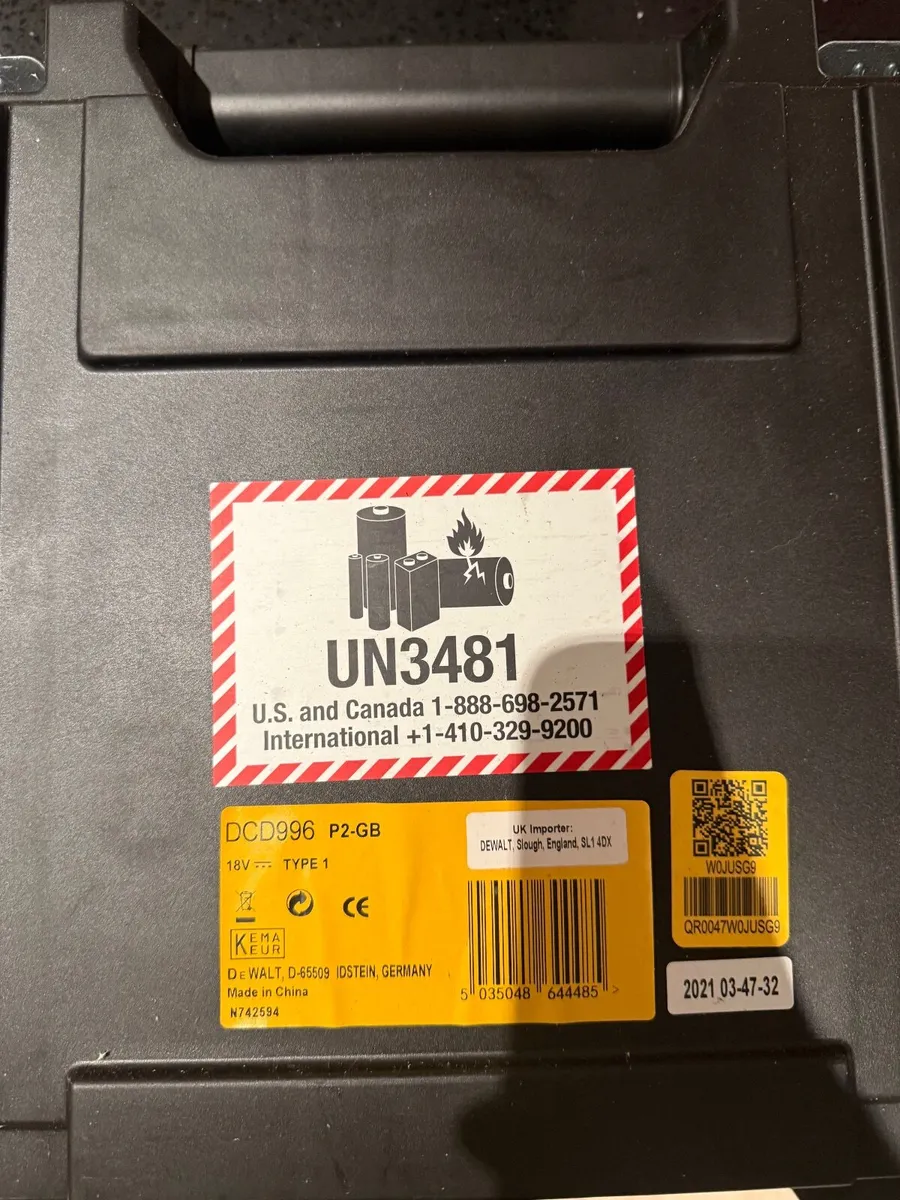 UN3481
U.S. and Canada 1-888-698-2571
International +1-410-329-9200
DCD996 P2-GB
18V TYPE 1
UK Importer:
DEWALT, Slough, England, SL1 4DX
CE
KEMA
EUR
DEWALT, D-65509 IDSTEIN, GERMANY
Made in China
N742594
5 035048 644485 >
W0JUSG9
QR0047W0JUSG9
2021 03-47-32